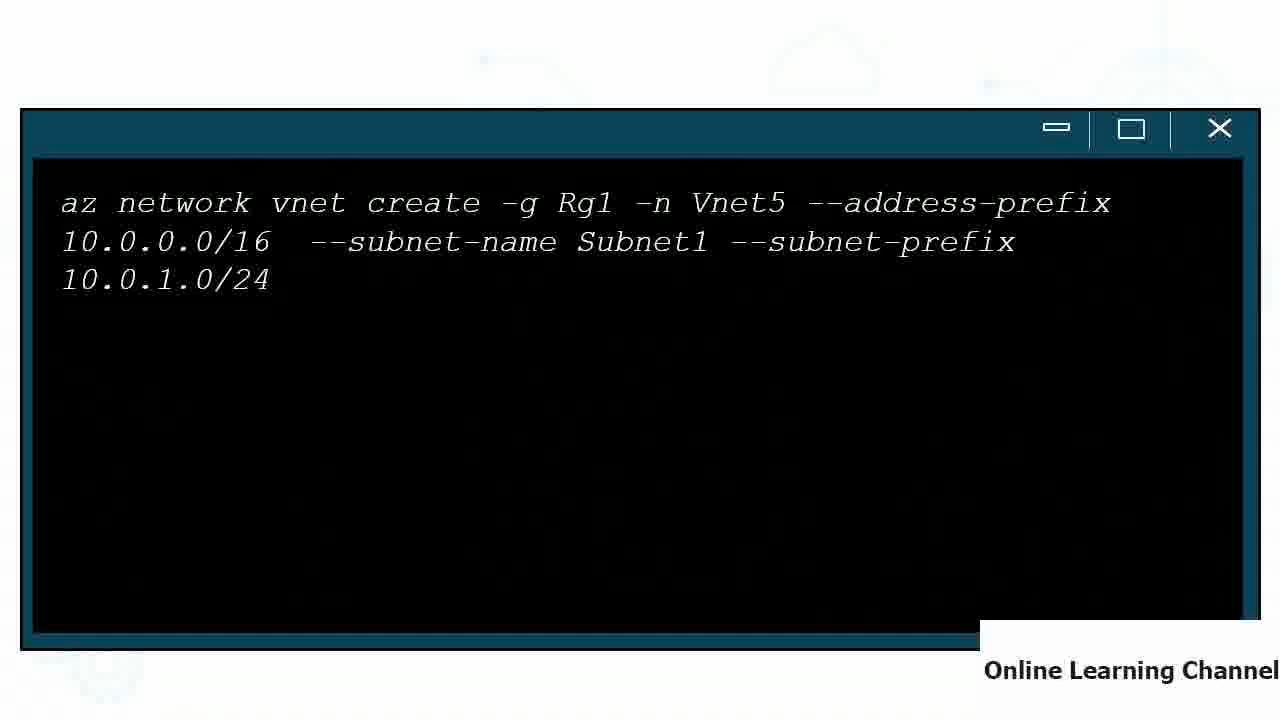 az network vnet create -g Rg1 -n Vnet5 --address-prefix
10.0.0.0/16 --subnet-name Subnet1 --subnet-prefix
10.0.1.0/24
Online Learning Channel